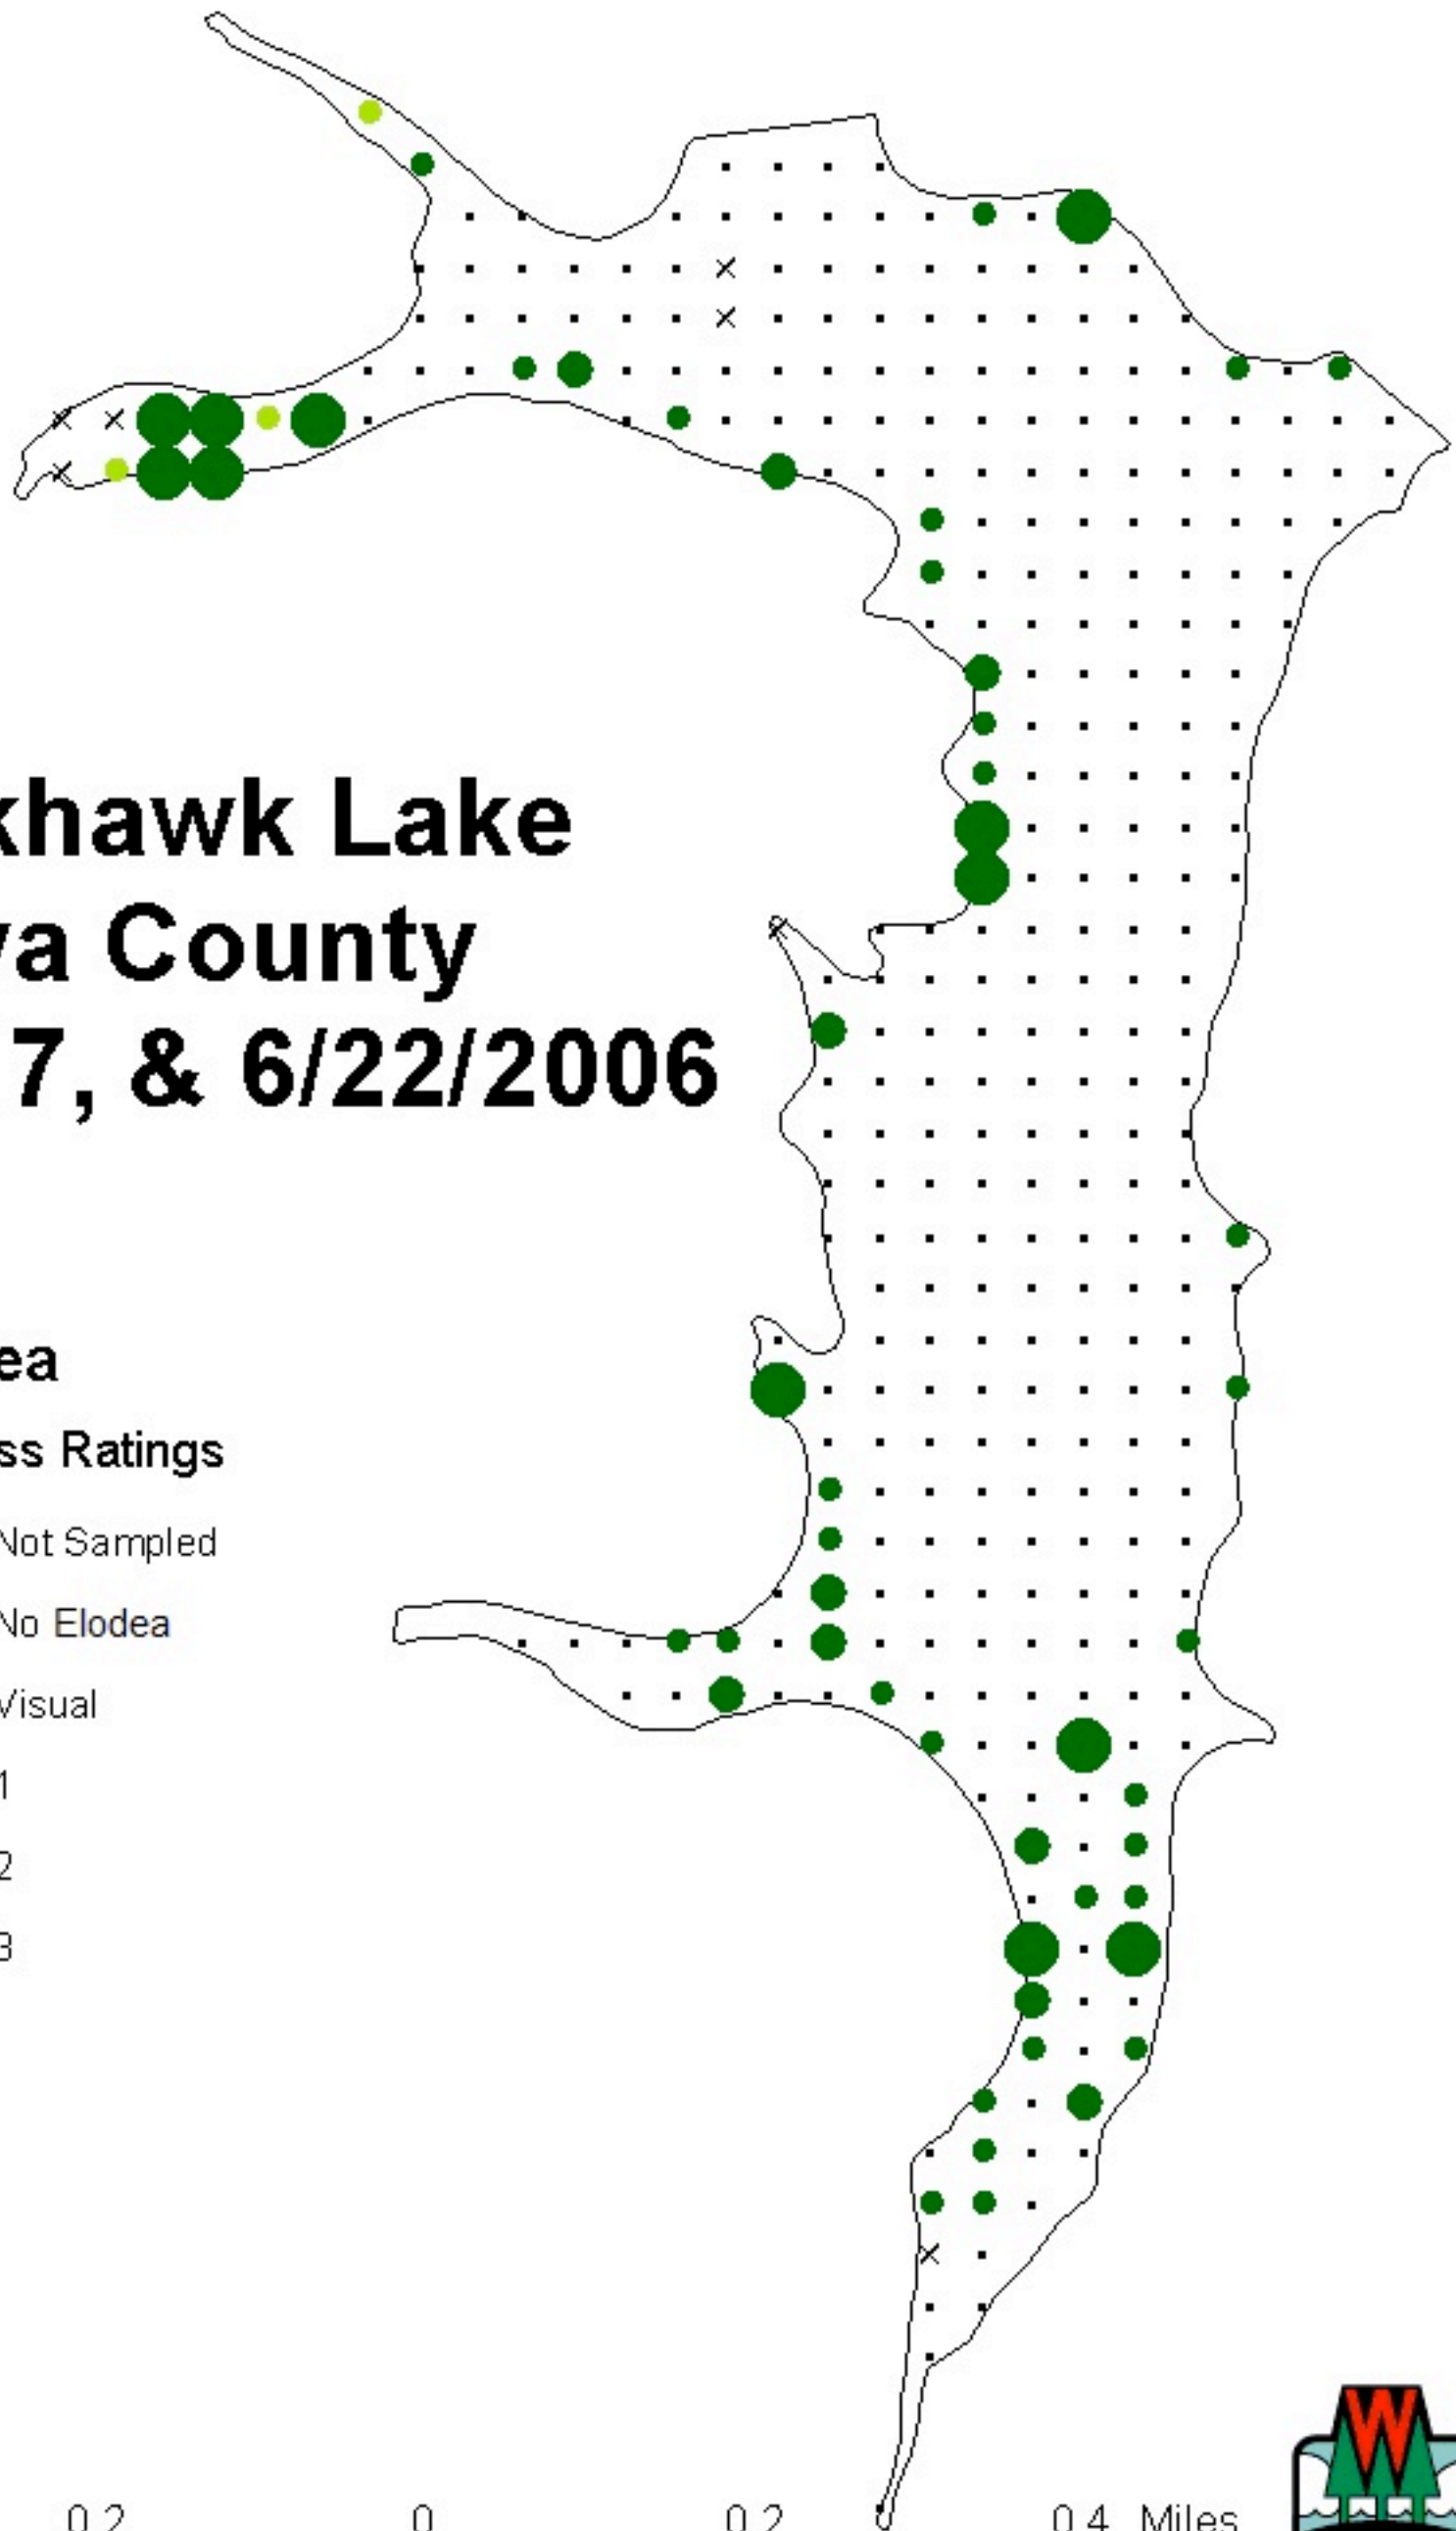 khawk Lake
va County
7, & 6/22/2006
ea
ss Ratings
Not Sampled
No Elodea
Visual
1
2
3
0.2 0 0.2 0.4 Miles
W